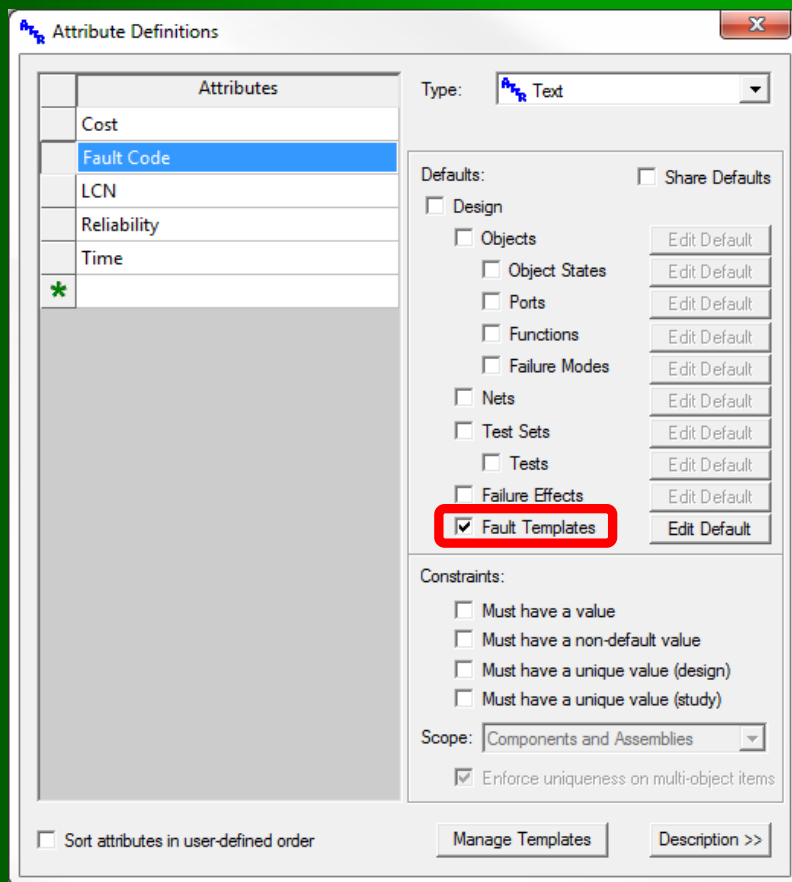 Attribute Definitions
Attributes
Cost
Fault Code
LCN
Reliability
Time
Type: Text
Defaults: Share Defaults
Design
Objects Edit Default
Object States Edit Default
Ports Edit Default
Functions Edit Default
Failure Modes Edit Default
Nets Edit Default
Test Sets Edit Default
Tests Edit Default
Failure Effects Edit Default
Fault Templates Edit Default
Constraints:
Must have a value
Must have a non-default value
Must have a unique value (design)
Must have a unique value (study)
Scope: Components and Assemblies
Enforce uniqueness on multi-object items
Sort attributes in user-defined order Manage Templates Description >>